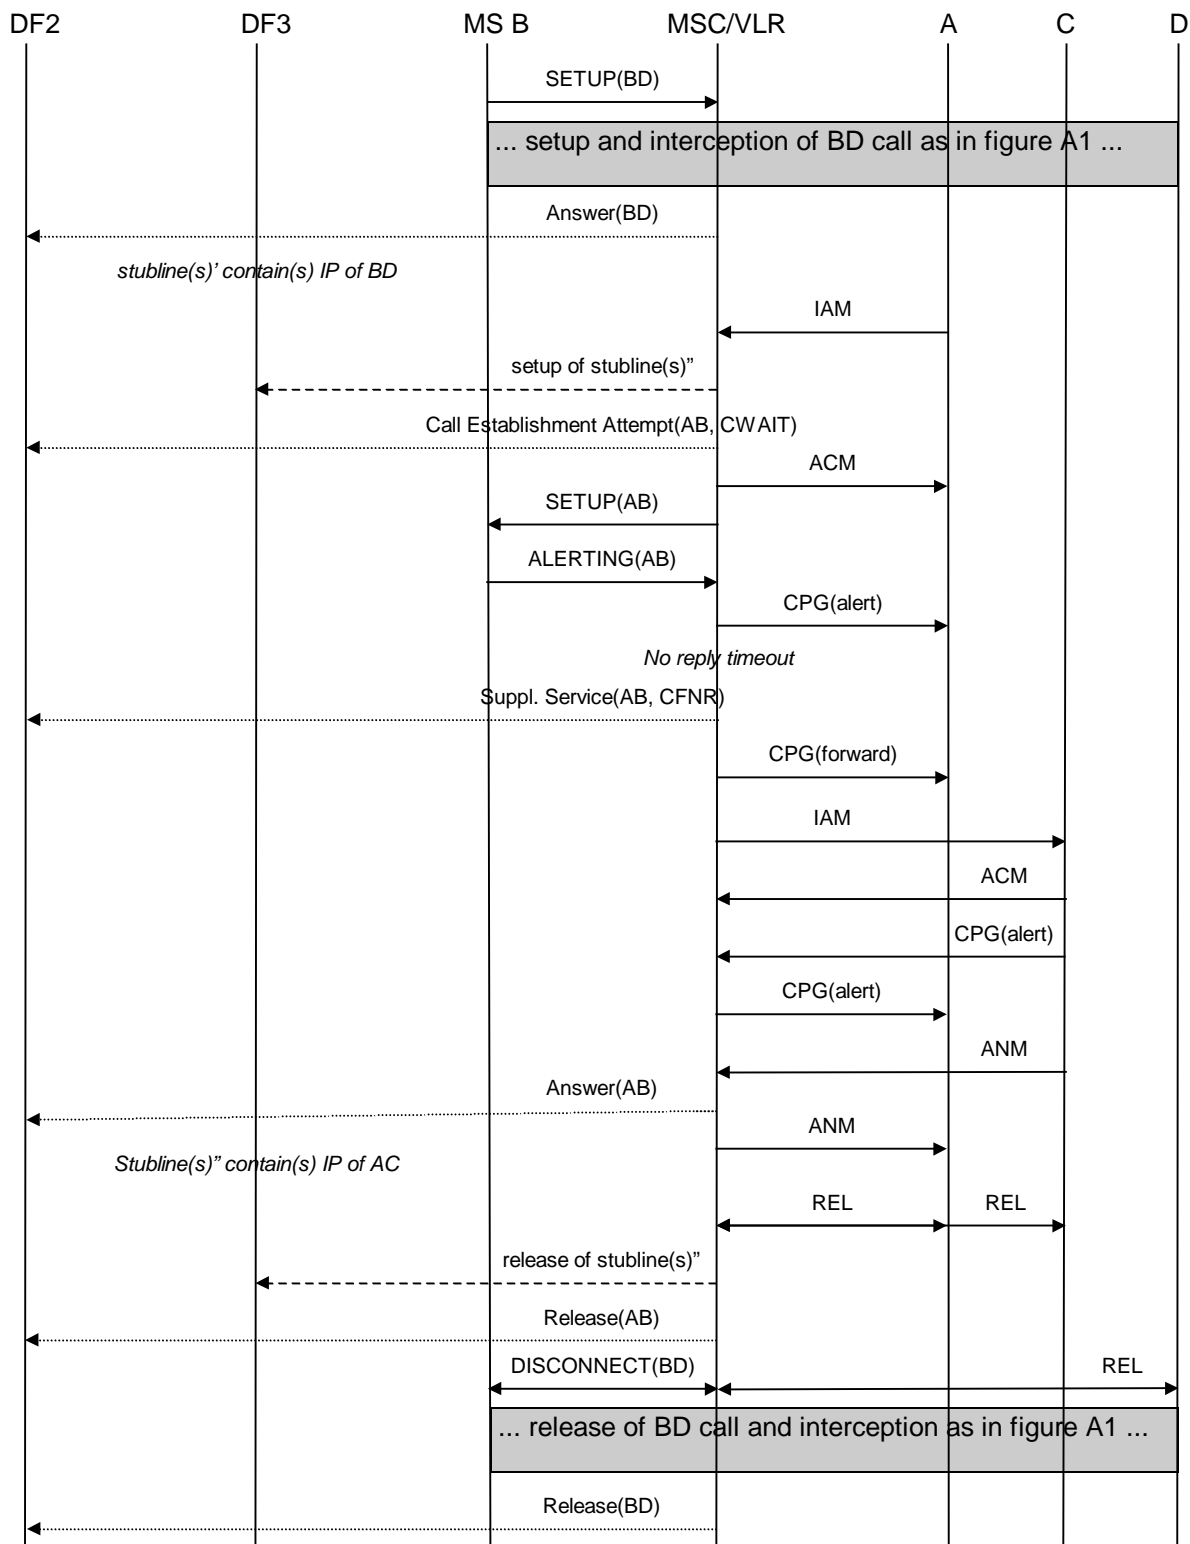 DF2 DF3 MS B MSC/VLR A C D
SETUP(BD)
... setup and interception of BD call as in figure A1 ...
Answer(BD)
stubline(s)’ contain(s) IP of BD
IAM
setup of stubline(s)”
Call Establishment Attempt(AB, CWAIT)
ACM
SETUP(AB)
ALERTING(AB)
CPG(alert)
No reply timeout
Suppl. Service(AB, CFNR)
CPG(forward)
IAM
ACM
CPG(alert)
CPG(alert)
ANM
Answer(AB)
ANM
Stubline(s)” contain(s) IP of AC
REL REL
release of stubline(s)”
Release(AB)
DISCONNECT(BD) REL
... release of BD call and interception as in figure A1 ...
Release(BD)